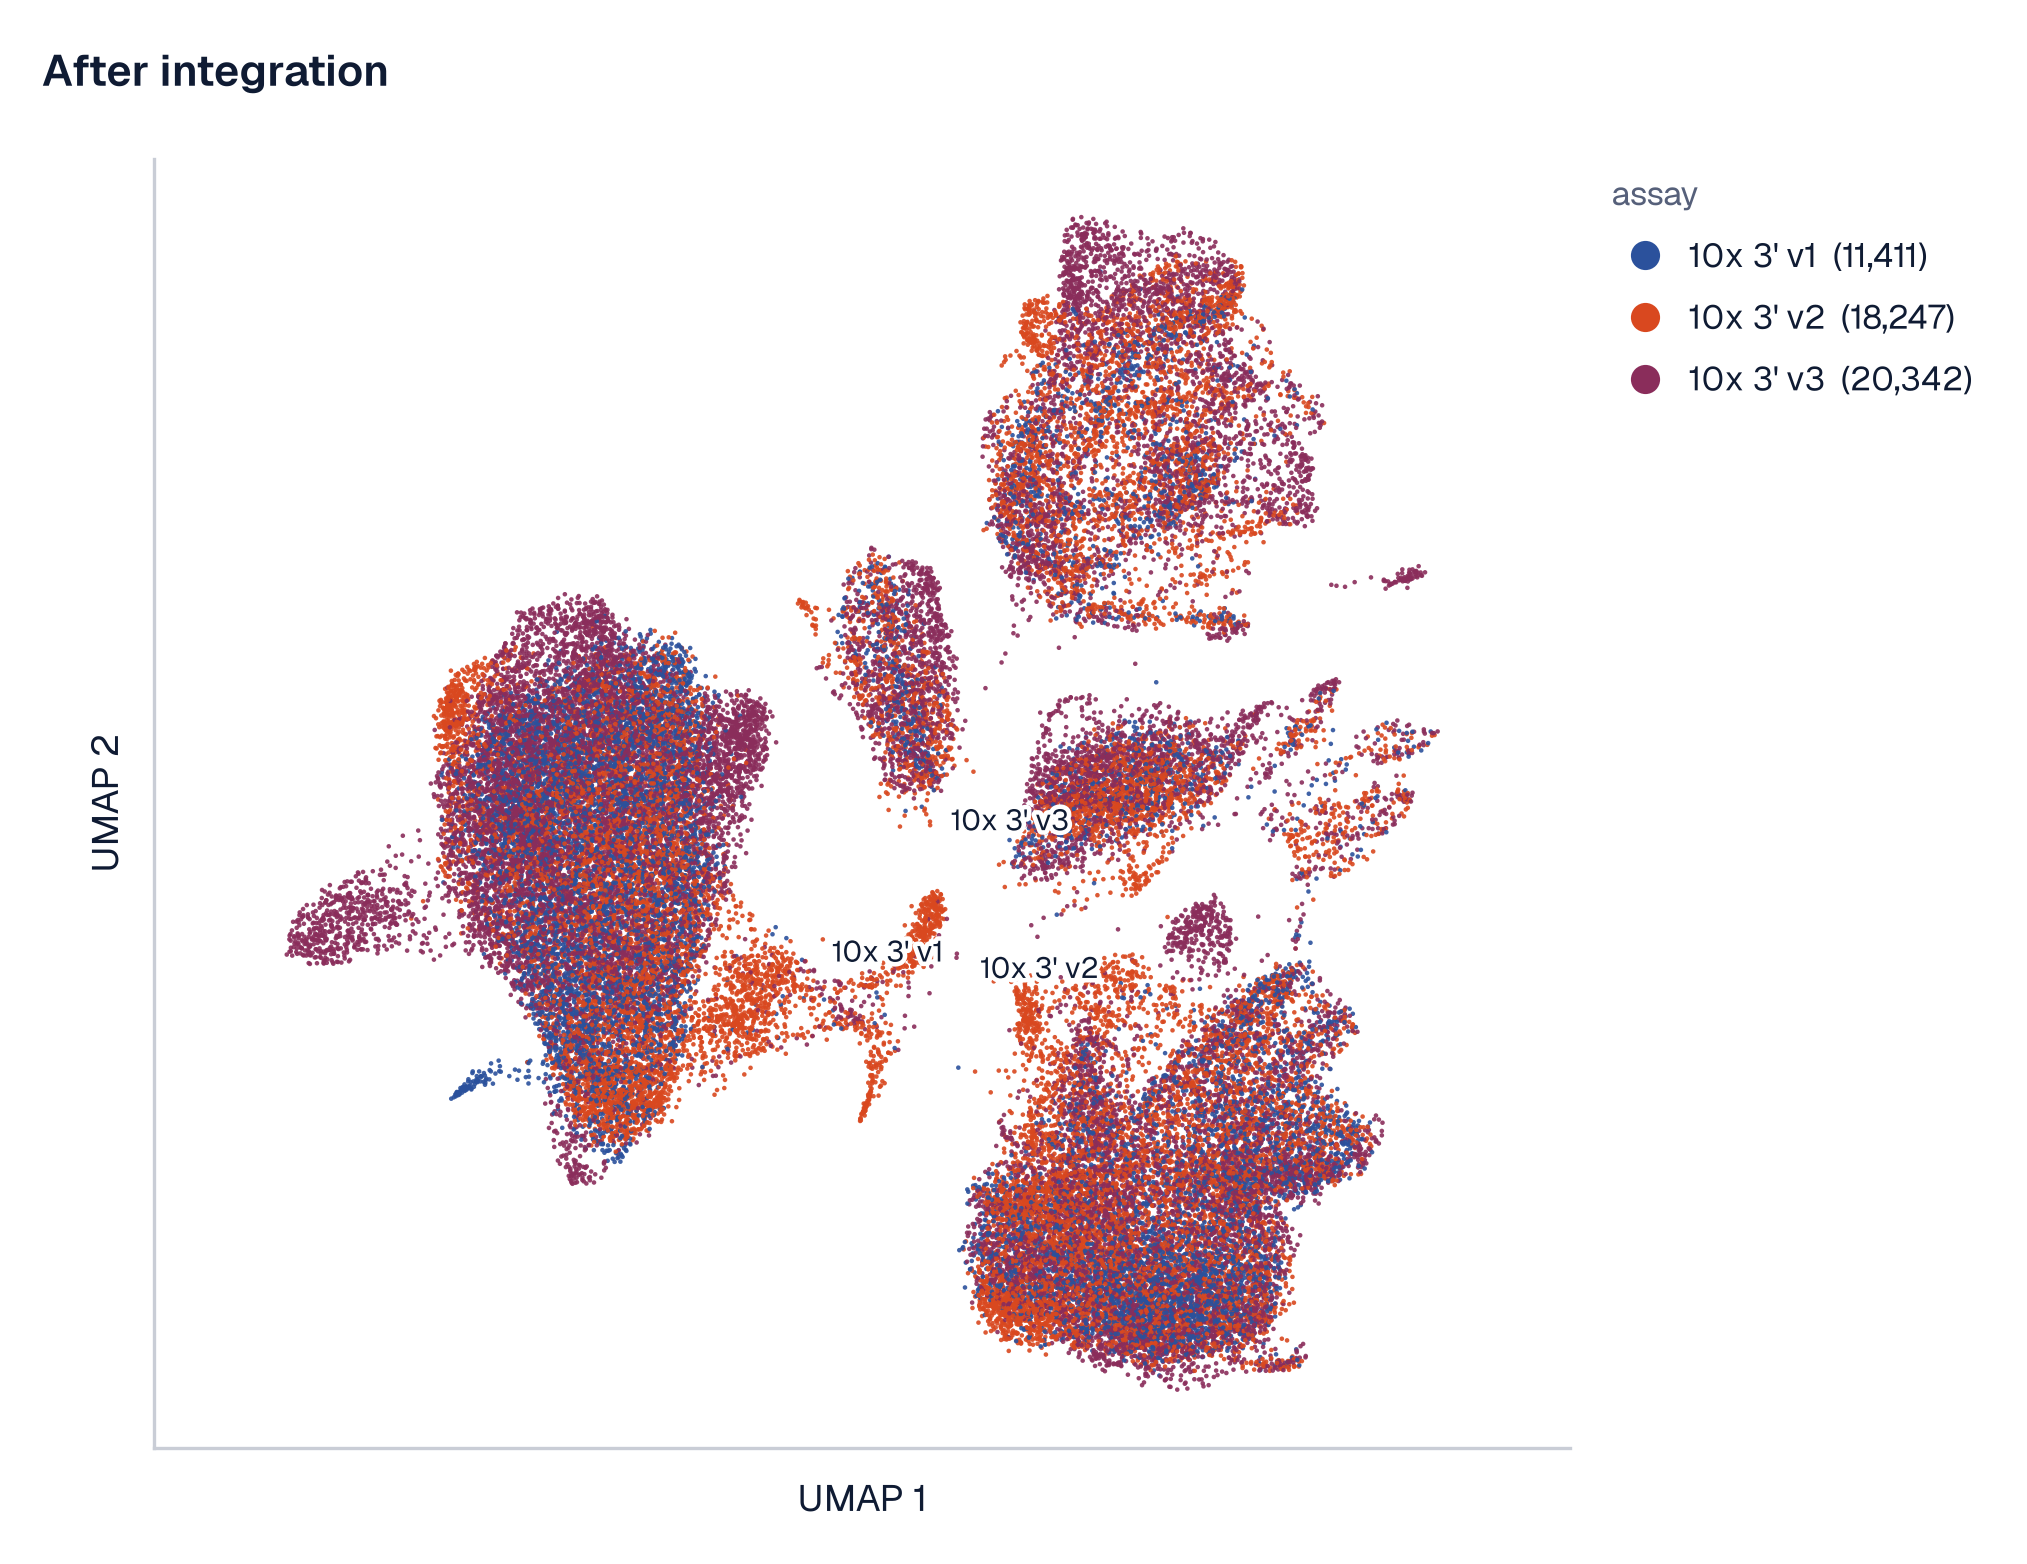 After integration
assay
10x 3' v1 (11,411)
10x 3' v2 (18,247)
10x 3' v3 (20,342)
10x 3' v3
10x 3' v1
10x 3' v2
UMAP 2
UMAP 1